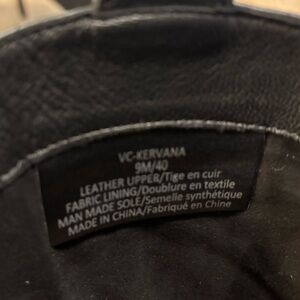 VC-KERVANA
9M/40
LEATHER UPPER/Tige en cuir
FABRIC LINING/Doublure en textile
MAN MADE SOLE/Semelle synthétique
MADE IN CHINA/Fabriqué en Chine